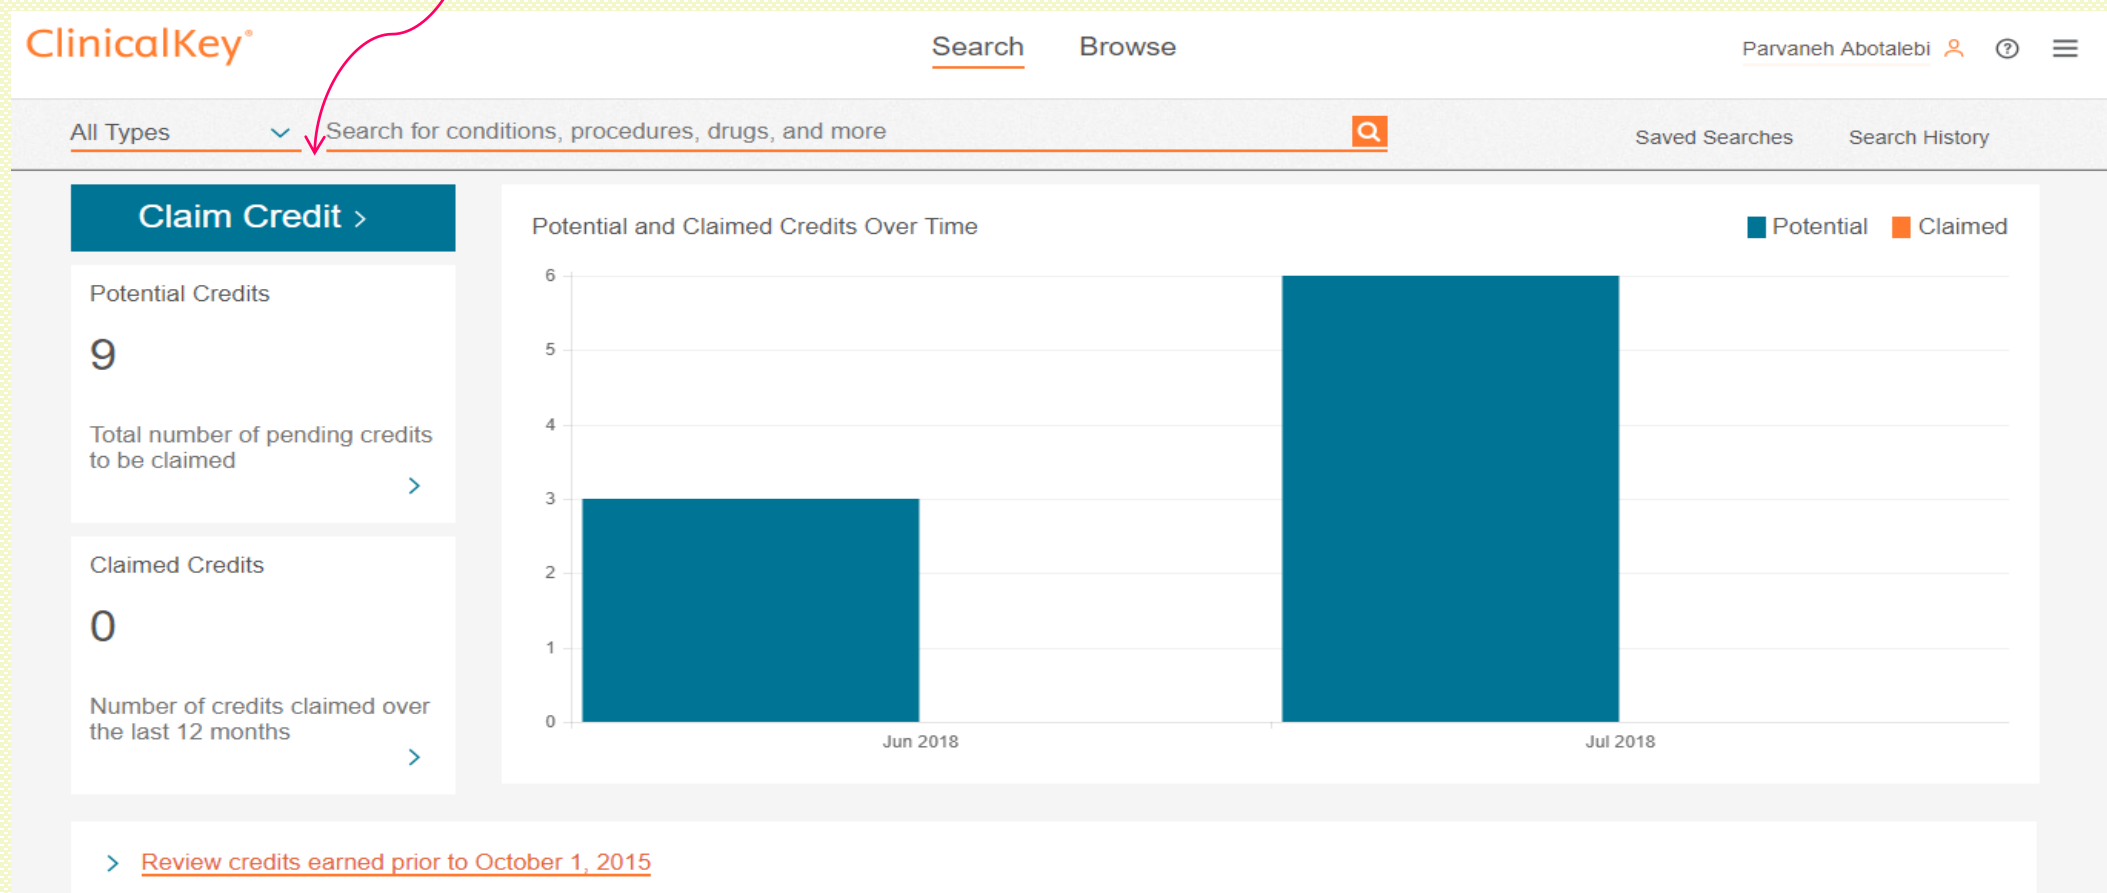 ClinicalKey®
Search Browse
Parvaneh Abotalebi
All Types
Search for conditions, procedures, drugs, and more
Saved Searches Search History
Claim Credit >
Potential Credits
9
Total number of pending credits
to be claimed
Claimed Credits
0
Number of credits claimed over
the last 12 months
Potential and Claimed Credits Over Time
Potential Claimed
6
5
4
3
2
1
0
Jun 2018 Jul 2018
Review credits earned prior to October 1, 2015